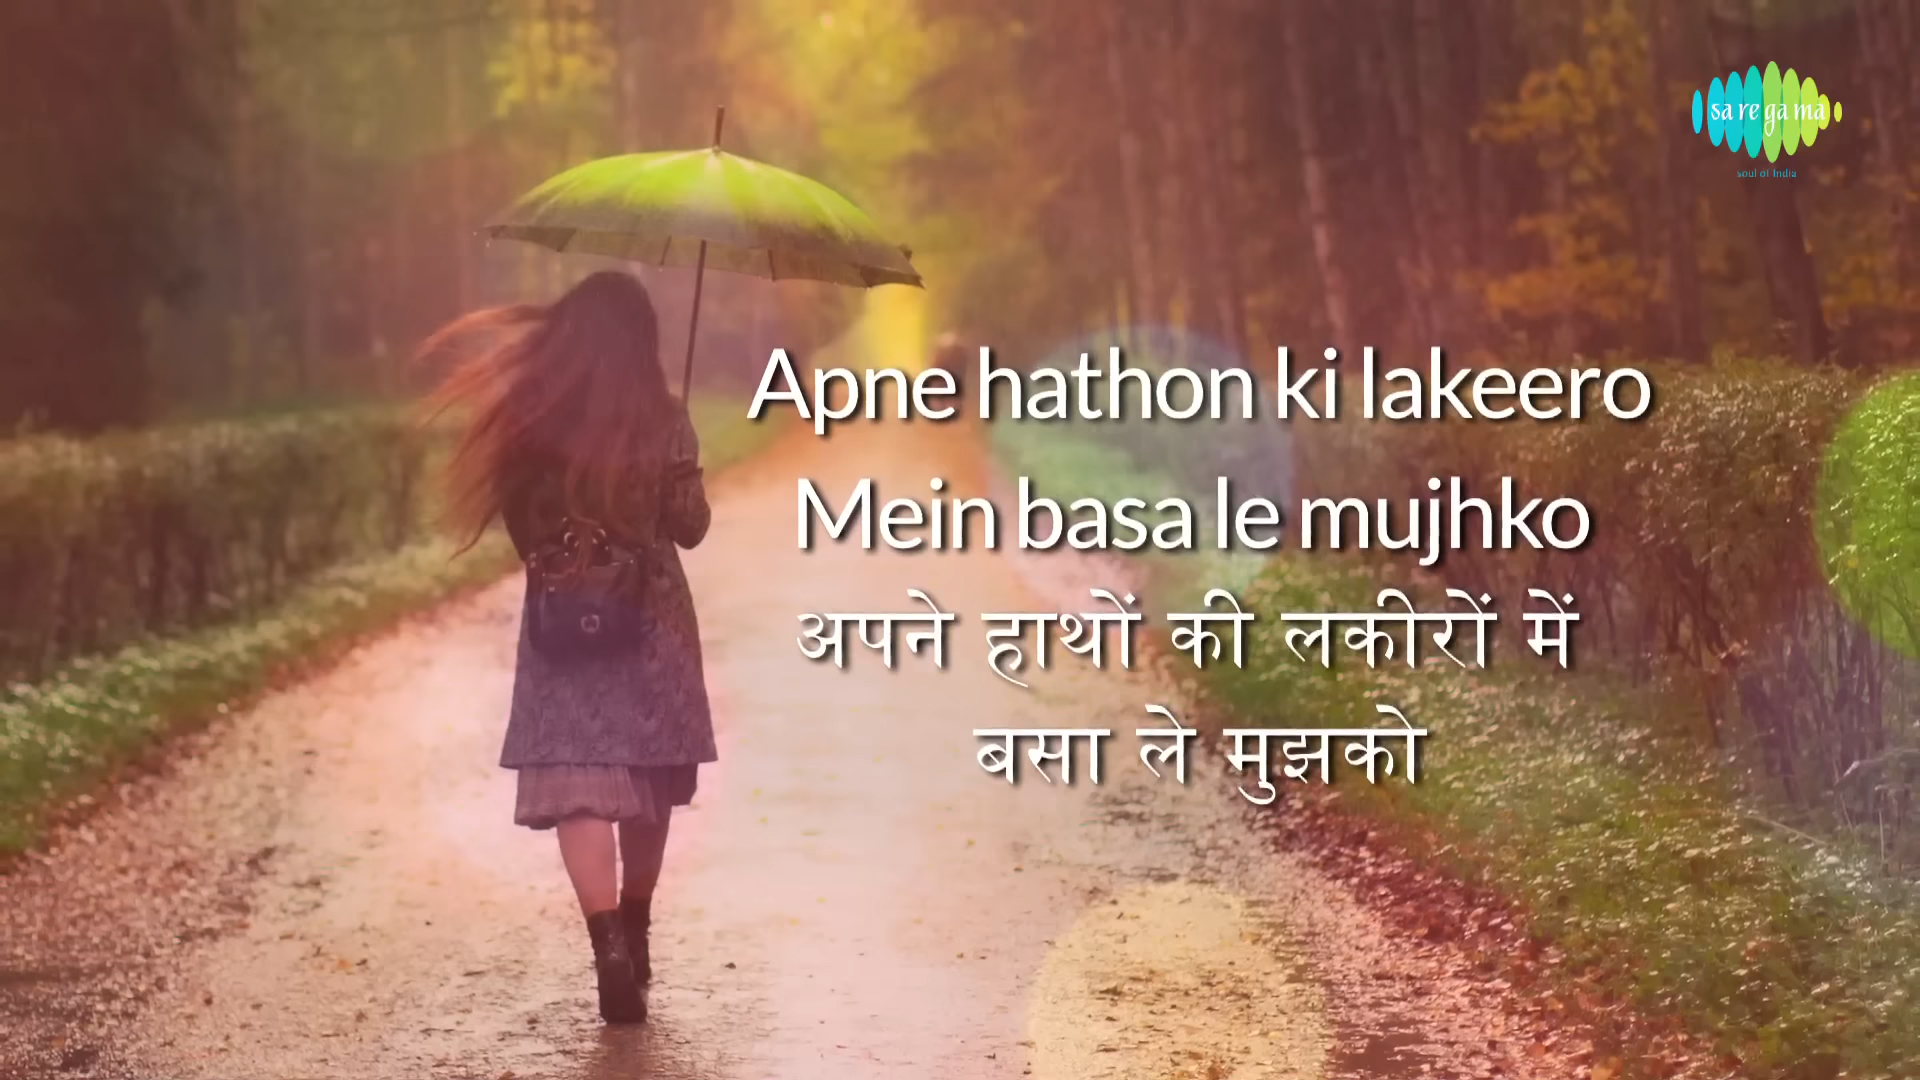 sa re ga ma
soul of India
Apne hathon ki lakeero
Mein basa le mujhko
अपने हाथों की लकीरों में
बसा ले मुझको